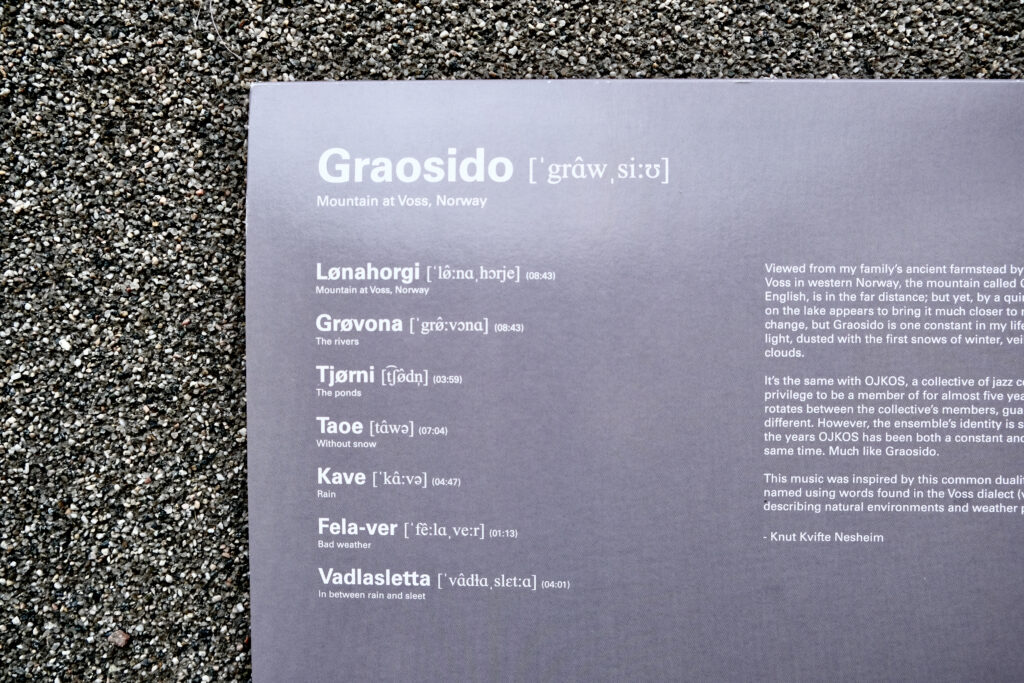 Graosido [ˈgrâwˌsiːʊ]
Mountain at Voss, Norway
Lønahorgi [ˈlø̂ːnɑˌhɔrje] (08:43)
Mountain at Voss, Norway
Grøvona [ˈgrø̂ːvɔnɑ] (08:43)
The rivers
Tjørni [t͡ʃø̂dn̩] (03:59)
The ponds
Taoe [tâwə] (07:04)
Without snow
Kave [ˈkâːvə] (04:47)
Rain
Fela-ver [ˈfêːlɑˌveːr] (01:13)
Bad weather
Vadlasletta [ˈvâdłɑˌslɛtːɑ] (04:01)
In between rain and sleet
Viewed from my family's ancient farmstead by
Voss in western Norway, the mountain called
English, is in the far distance; but yet, by a
on the lake appears to bring it much closer to
change, but Graosido is one constant in my life
light, dusted with the first snows of winter,
clouds.
It's the same with OJKOS, a collective of jazz
privilege to be a member of for almost five
rotates between the collective's members,
different. However, the ensemble's identity is
the years OJKOS has been both a constant and
same time. Much like Graosido.
This music was inspired by this common
named using words found in the Voss dialect
describing natural environments and weather
- Knut Kvifte Nesheim